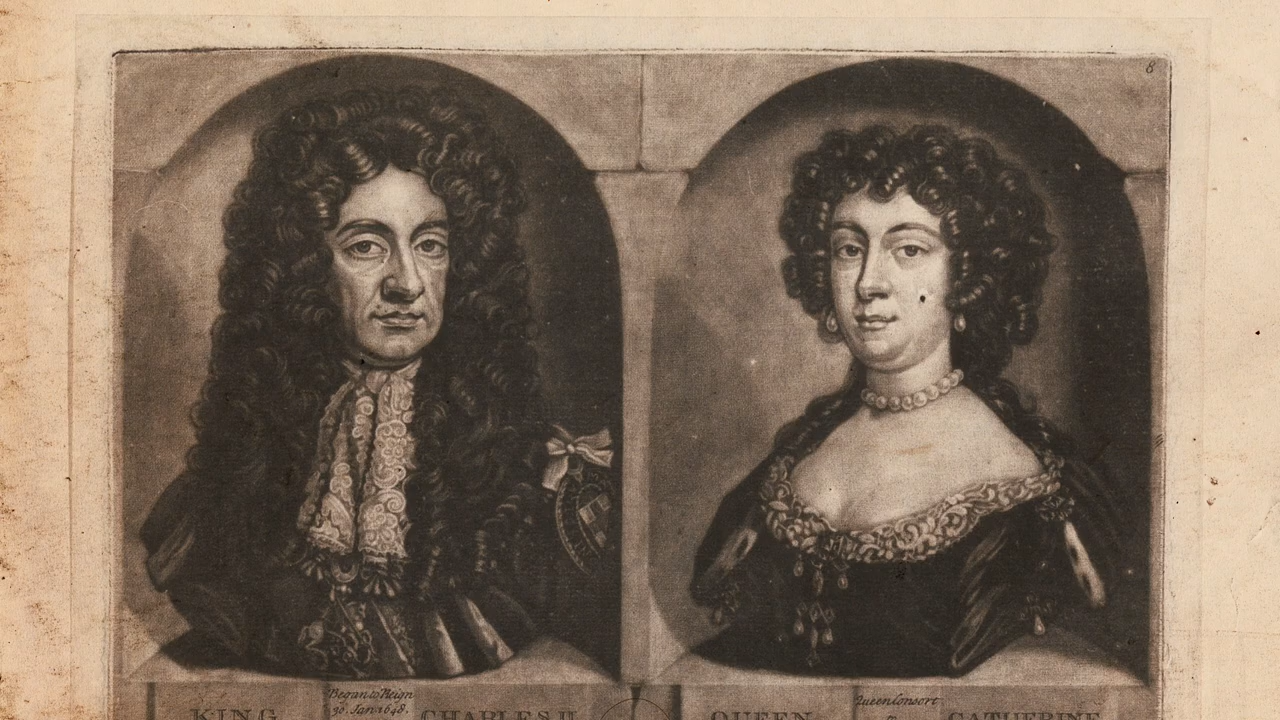 8
Began to Reign
30. Jan. 1648.
KING CHARLES II
Queen Consort
QUEEN CATHERINE